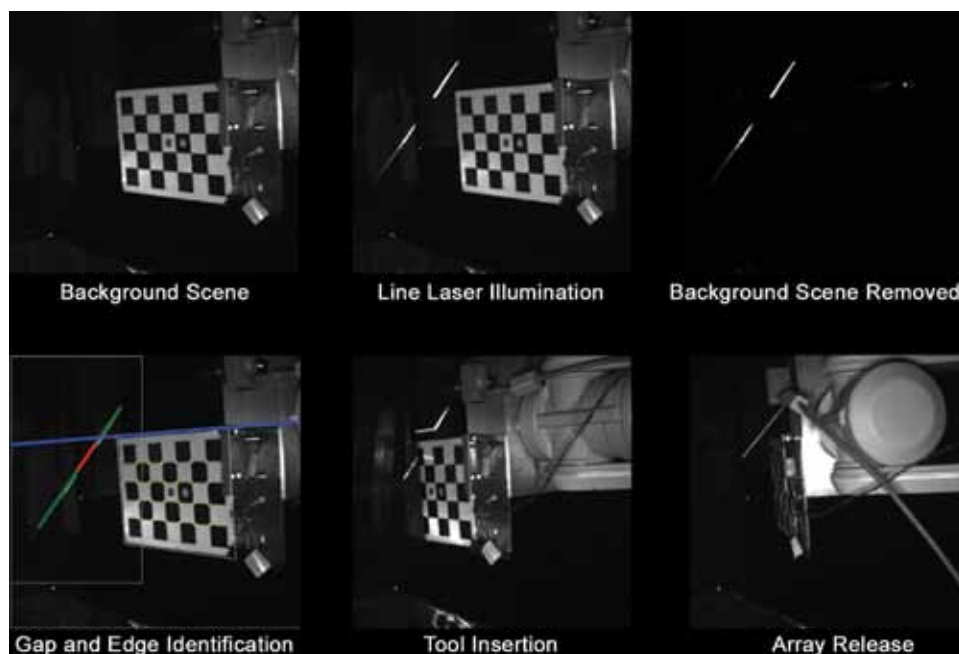 Background Scene
Line Laser Illumination
Background Scene Removed
Gap and Edge Identification
Tool Insertion
Array Release